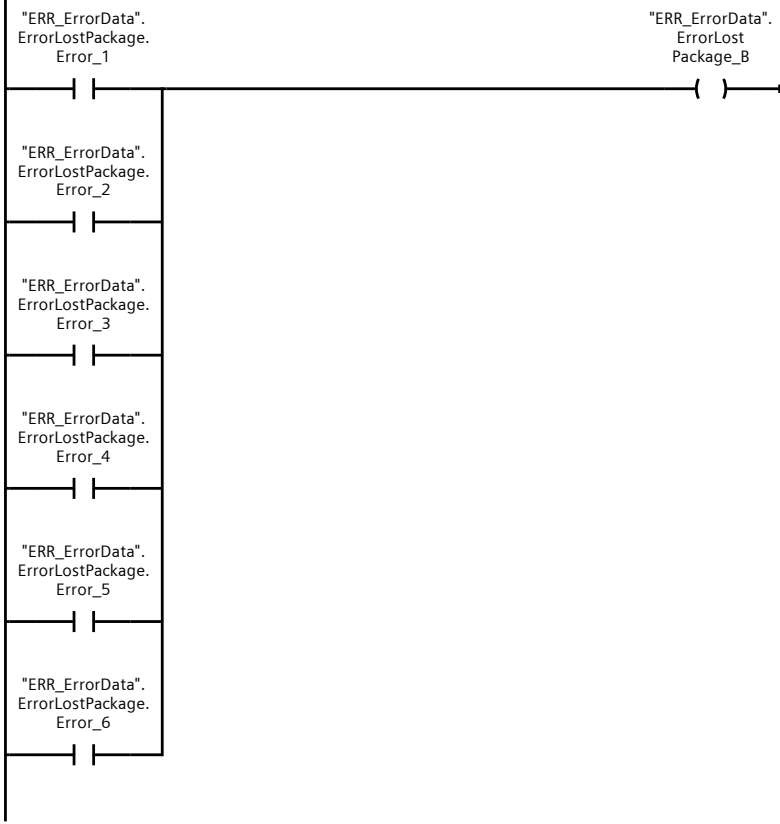 "ERR_ErrorData".
ErrorLostPackage.
Error_1
"ERR_ErrorData".
ErrorLost
Package_B
"ERR_ErrorData".
ErrorLostPackage.
Error_2
"ERR_ErrorData".
ErrorLostPackage.
Error_3
"ERR_ErrorData".
ErrorLostPackage.
Error_4
"ERR_ErrorData".
ErrorLostPackage.
Error_5
"ERR_ErrorData".
ErrorLostPackage.
Error_6